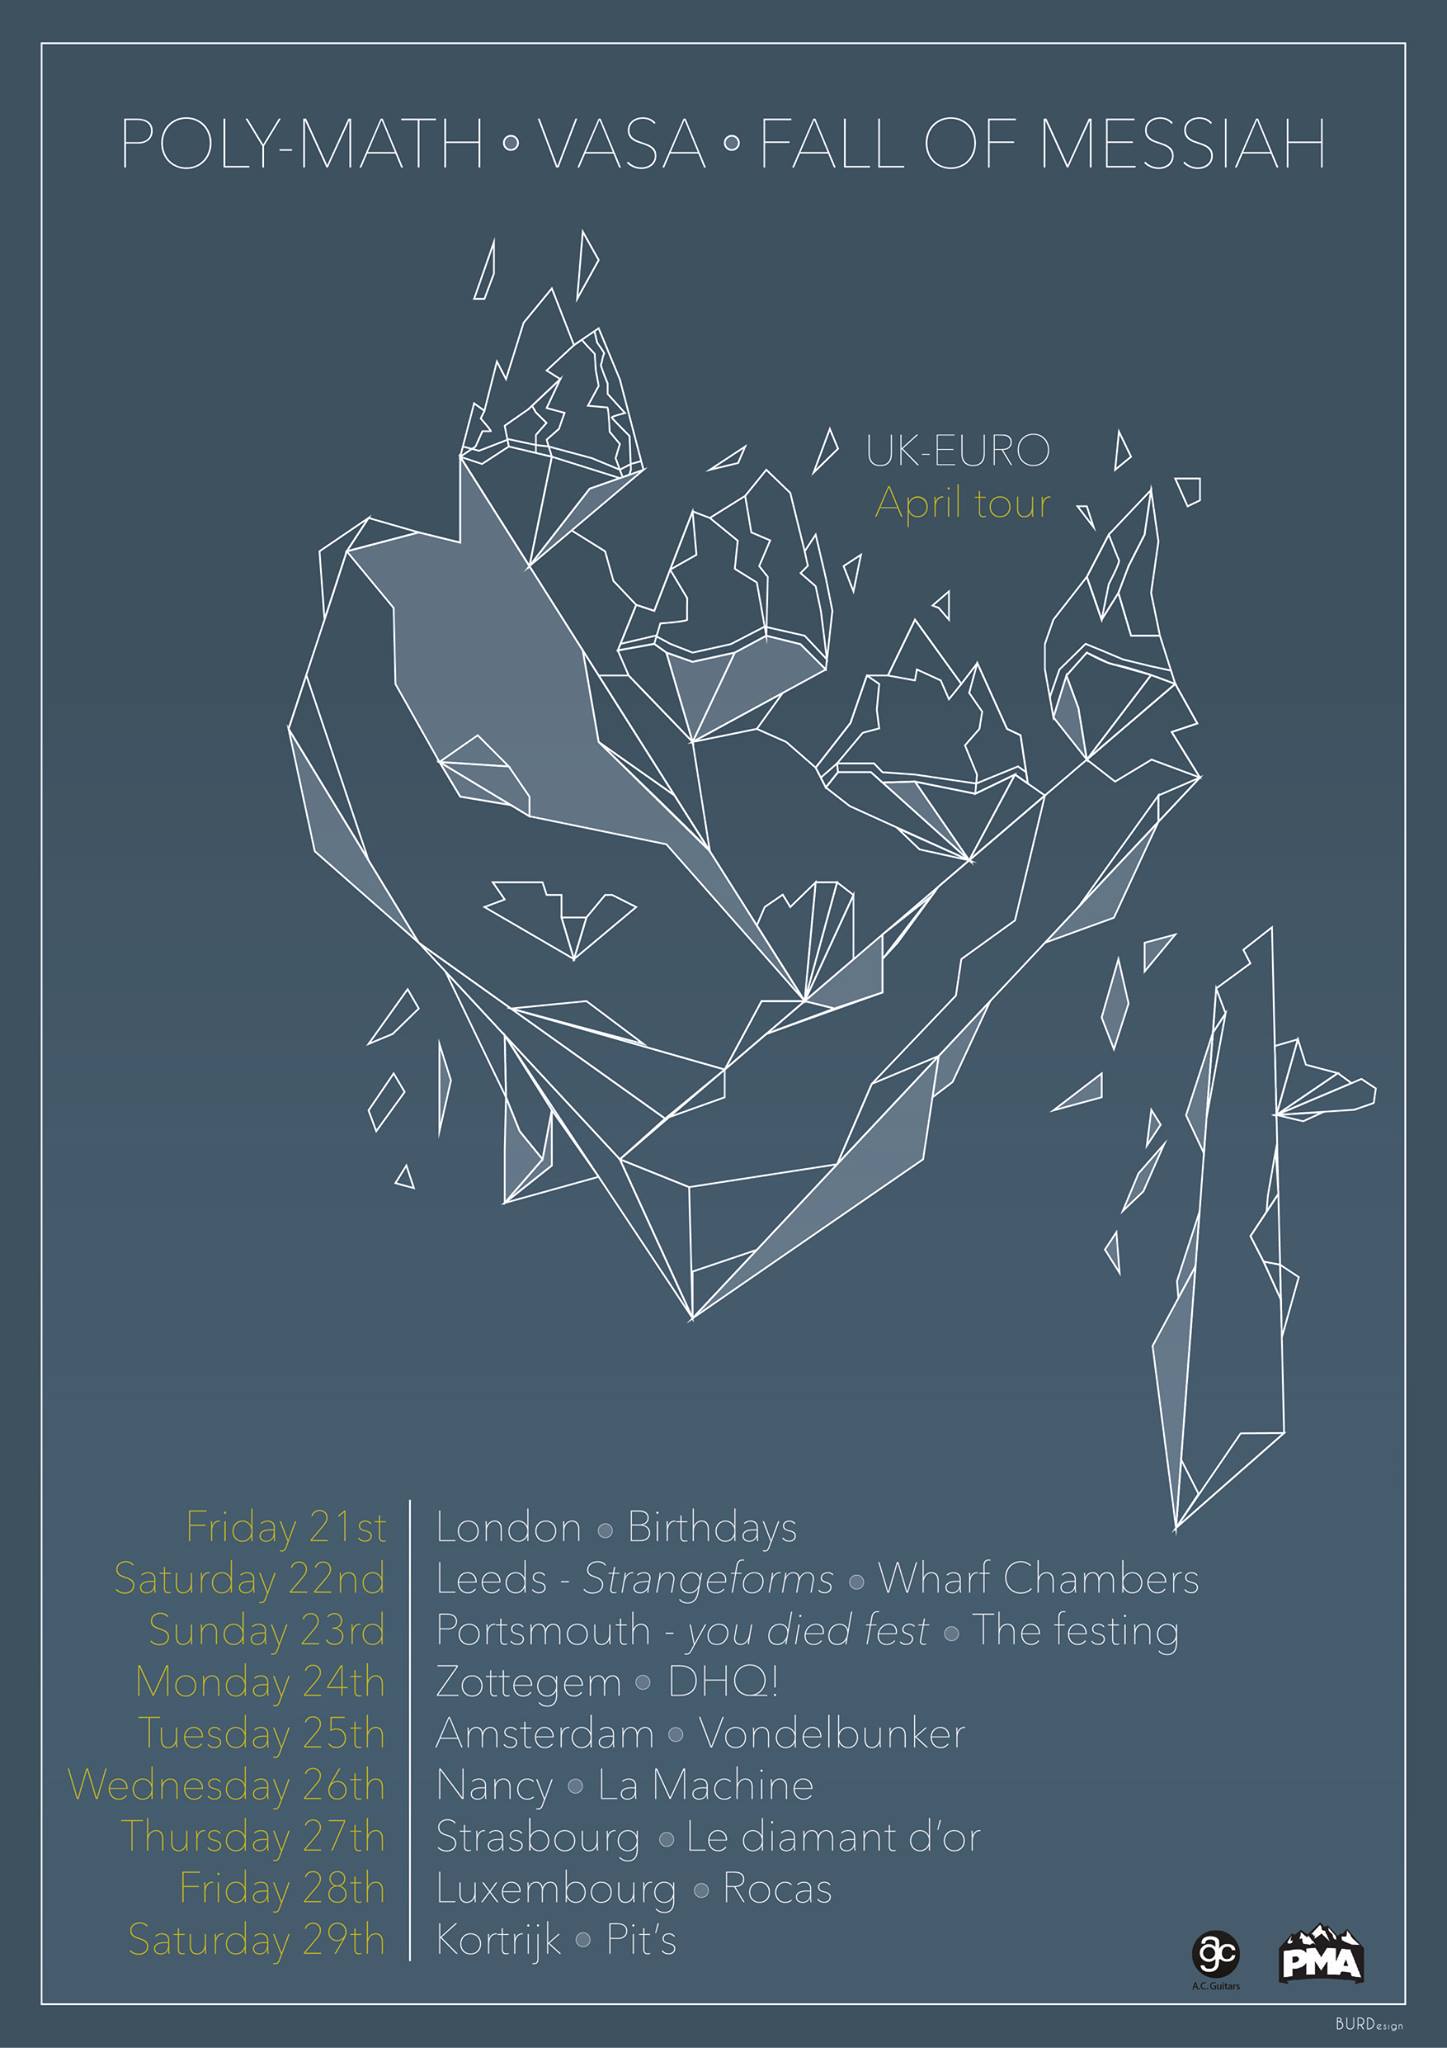 POLY-MATH • VASA • FALL OF MESSIAH
UK-EURO
April tour
Friday 21st London • Birthdays
Saturday 22nd Leeds - Strangeforms • Wharf Chambers
Sunday 23rd Portsmouth - you died fest • The festing
Monday 24th Zottegem • DHQ!
Tuesday 25th Amsterdam • Vondelbunker
Wednesday 26th Nancy • La Machine
Thursday 27th Strasbourg • Le diamant d'or
Friday 28th Luxembourg • Rocas
Saturday 29th Kortrijk • Pit's
agc
A.C. Guitars
PMA
BURDesign